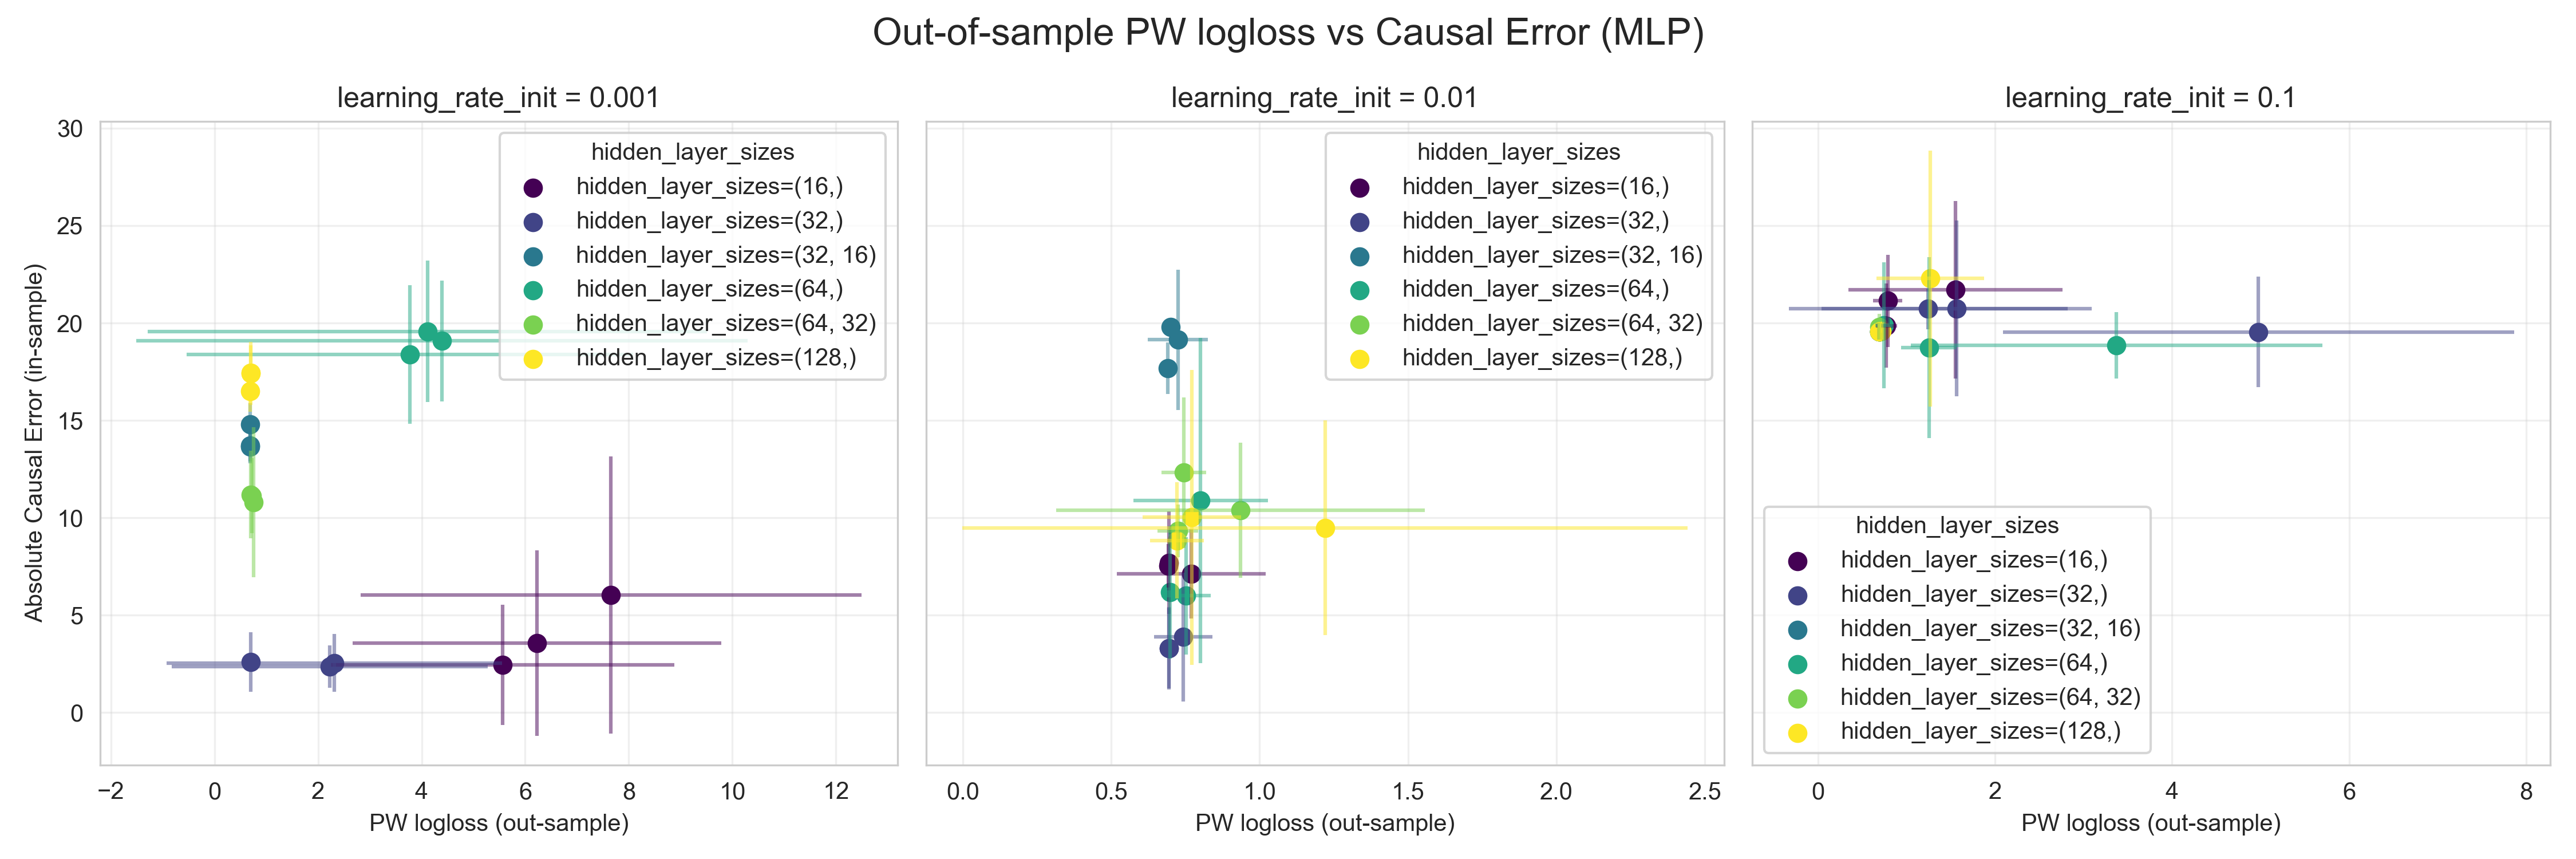 Out-of-sample PW logloss vs Causal Error (MLP)
learning_rate_init = 0.001
learning_rate_init = 0.01
learning_rate_init = 0.1
Absolute Causal Error (in-sample)
30
25
20
15
10
5
0
hidden_layer_sizes
hidden_layer_sizes=(16,)
hidden_layer_sizes=(32,)
hidden_layer_sizes=(32, 16)
hidden_layer_sizes=(64,)
hidden_layer_sizes=(64, 32)
hidden_layer_sizes=(128,)
−2 0 2 4 6 8 10 12
PW logloss (out-sample)
hidden_layer_sizes
hidden_layer_sizes=(16,)
hidden_layer_sizes=(32,)
hidden_layer_sizes=(32, 16)
hidden_layer_sizes=(64,)
hidden_layer_sizes=(64, 32)
hidden_layer_sizes=(128,)
0.0 0.5 1.0 1.5 2.0 2.5
PW logloss (out-sample)
hidden_layer_sizes
hidden_layer_sizes=(16,)
hidden_layer_sizes=(32,)
hidden_layer_sizes=(32, 16)
hidden_layer_sizes=(64,)
hidden_layer_sizes=(64, 32)
hidden_layer_sizes=(128,)
0 2 4 6 8
PW logloss (out-sample)